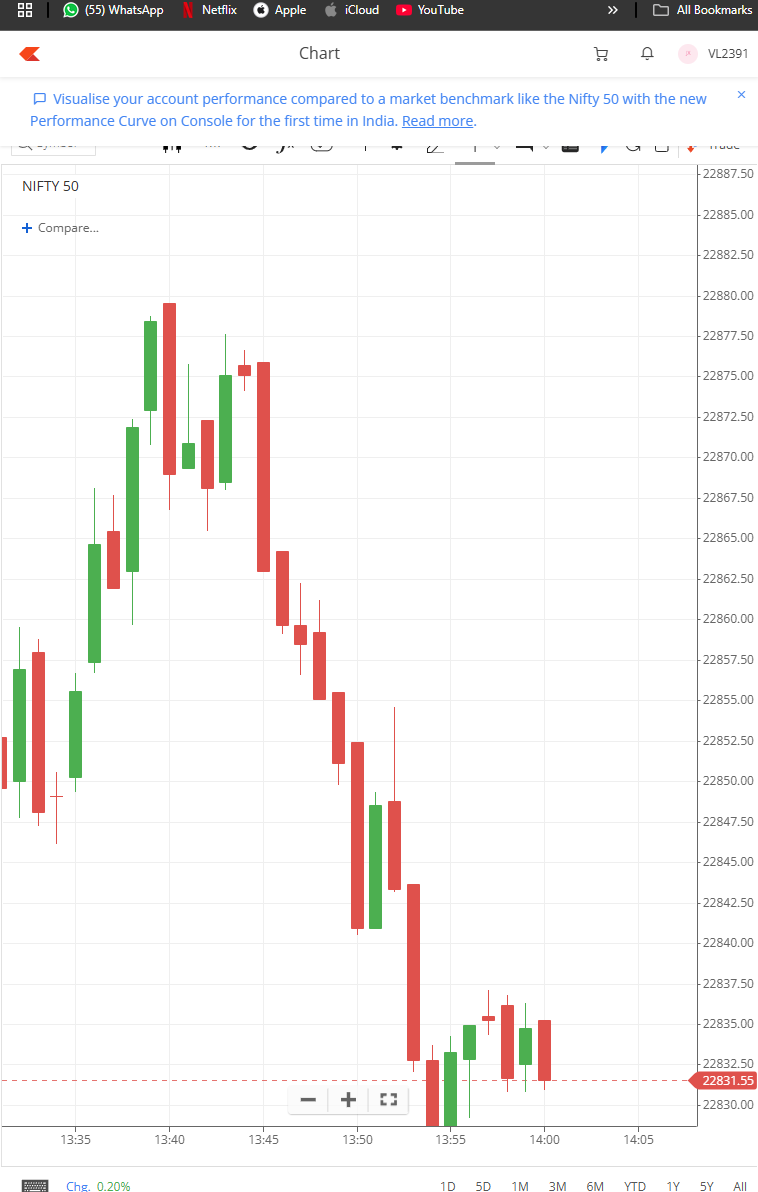 (55) WhatsApp Netflix Apple iCloud YouTube » All Bookmarks
Chart
VL2391
Visualise your account performance compared to a market benchmark like the Nifty 50 with the new
Performance Curve on Console for the first time in India. Read more.
NIFTY 50
+ Compare...
22887.50
22885.00
22882.50
22880.00
22877.50
22875.00
22872.50
22870.00
22867.50
22865.00
22862.50
22860.00
22857.50
22855.00
22852.50
22850.00
22847.50
22845.00
22842.50
22840.00
22837.50
22835.00
22832.50
22831.55
22830.00
13:35 13:40 13:45 13:50 13:55 14:00 14:05
Chg. 0.20% 1D 5D 1M 3M 6M YTD 1Y 5Y All